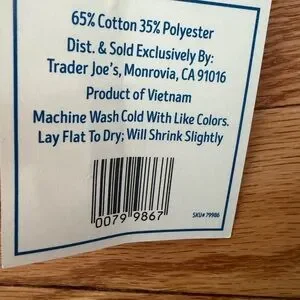 65% Cotton 35% Polyester
Dist. & Sold Exclusively By:
Trader Joe's, Monrovia, CA 91016
Product of Vietnam
Machine Wash Cold With Like Colors.
Lay Flat To Dry; Will Shrink Slightly
0079 9867
SKU# 79986